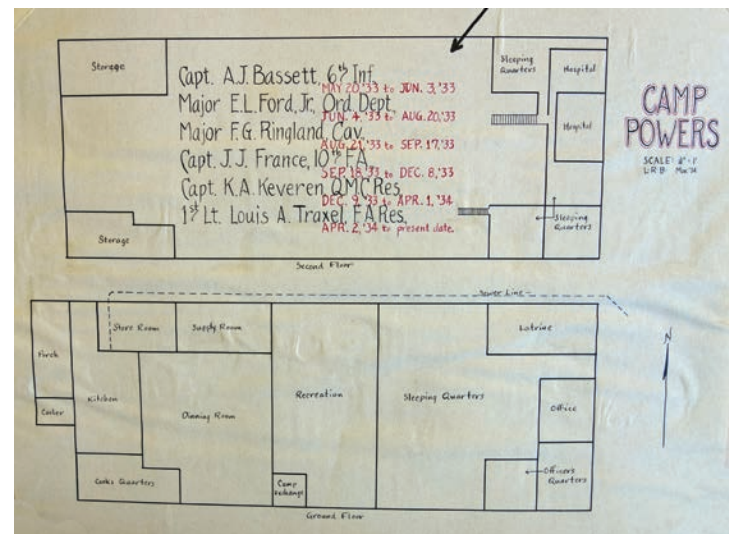 Storage
Capt. A.J. Bassett, 6th Inf.
MAY 20,'33 to JUN. 3,'33
Major E.L. Ford, Jr. Ord. Dept.
JUN. 4,'33 to AUG. 20,'33
Major F.G. Ringland, Cav.
AUG. 21,'33 to SEP. 17,'33
Capt. J.J. France, 10th F.A.
SEP. 18,'33 to DEC. 8,'33
Capt. K.A. Keveren, QMC Res.
DEC. 9,'33 to APR. 1,'34
1st Lt. Louis A. Traxel, F.A. Res.
APR. 2,'34 to present date.
Storage
Sleeping Quarters
Hospital
Hospital
Sleeping Quarters
CAMP
POWERS
SCALE:
L.R.B. Mar.'34
Second Floor
Sewer Line
Store Room
Supply Room
Latrine
N
Porch
Kitchen
Dinning Room
Recreation
Sleeping Quarters
Office
Cooks Quarters
Camp Exchange
Officers Quarters
Ground Floor